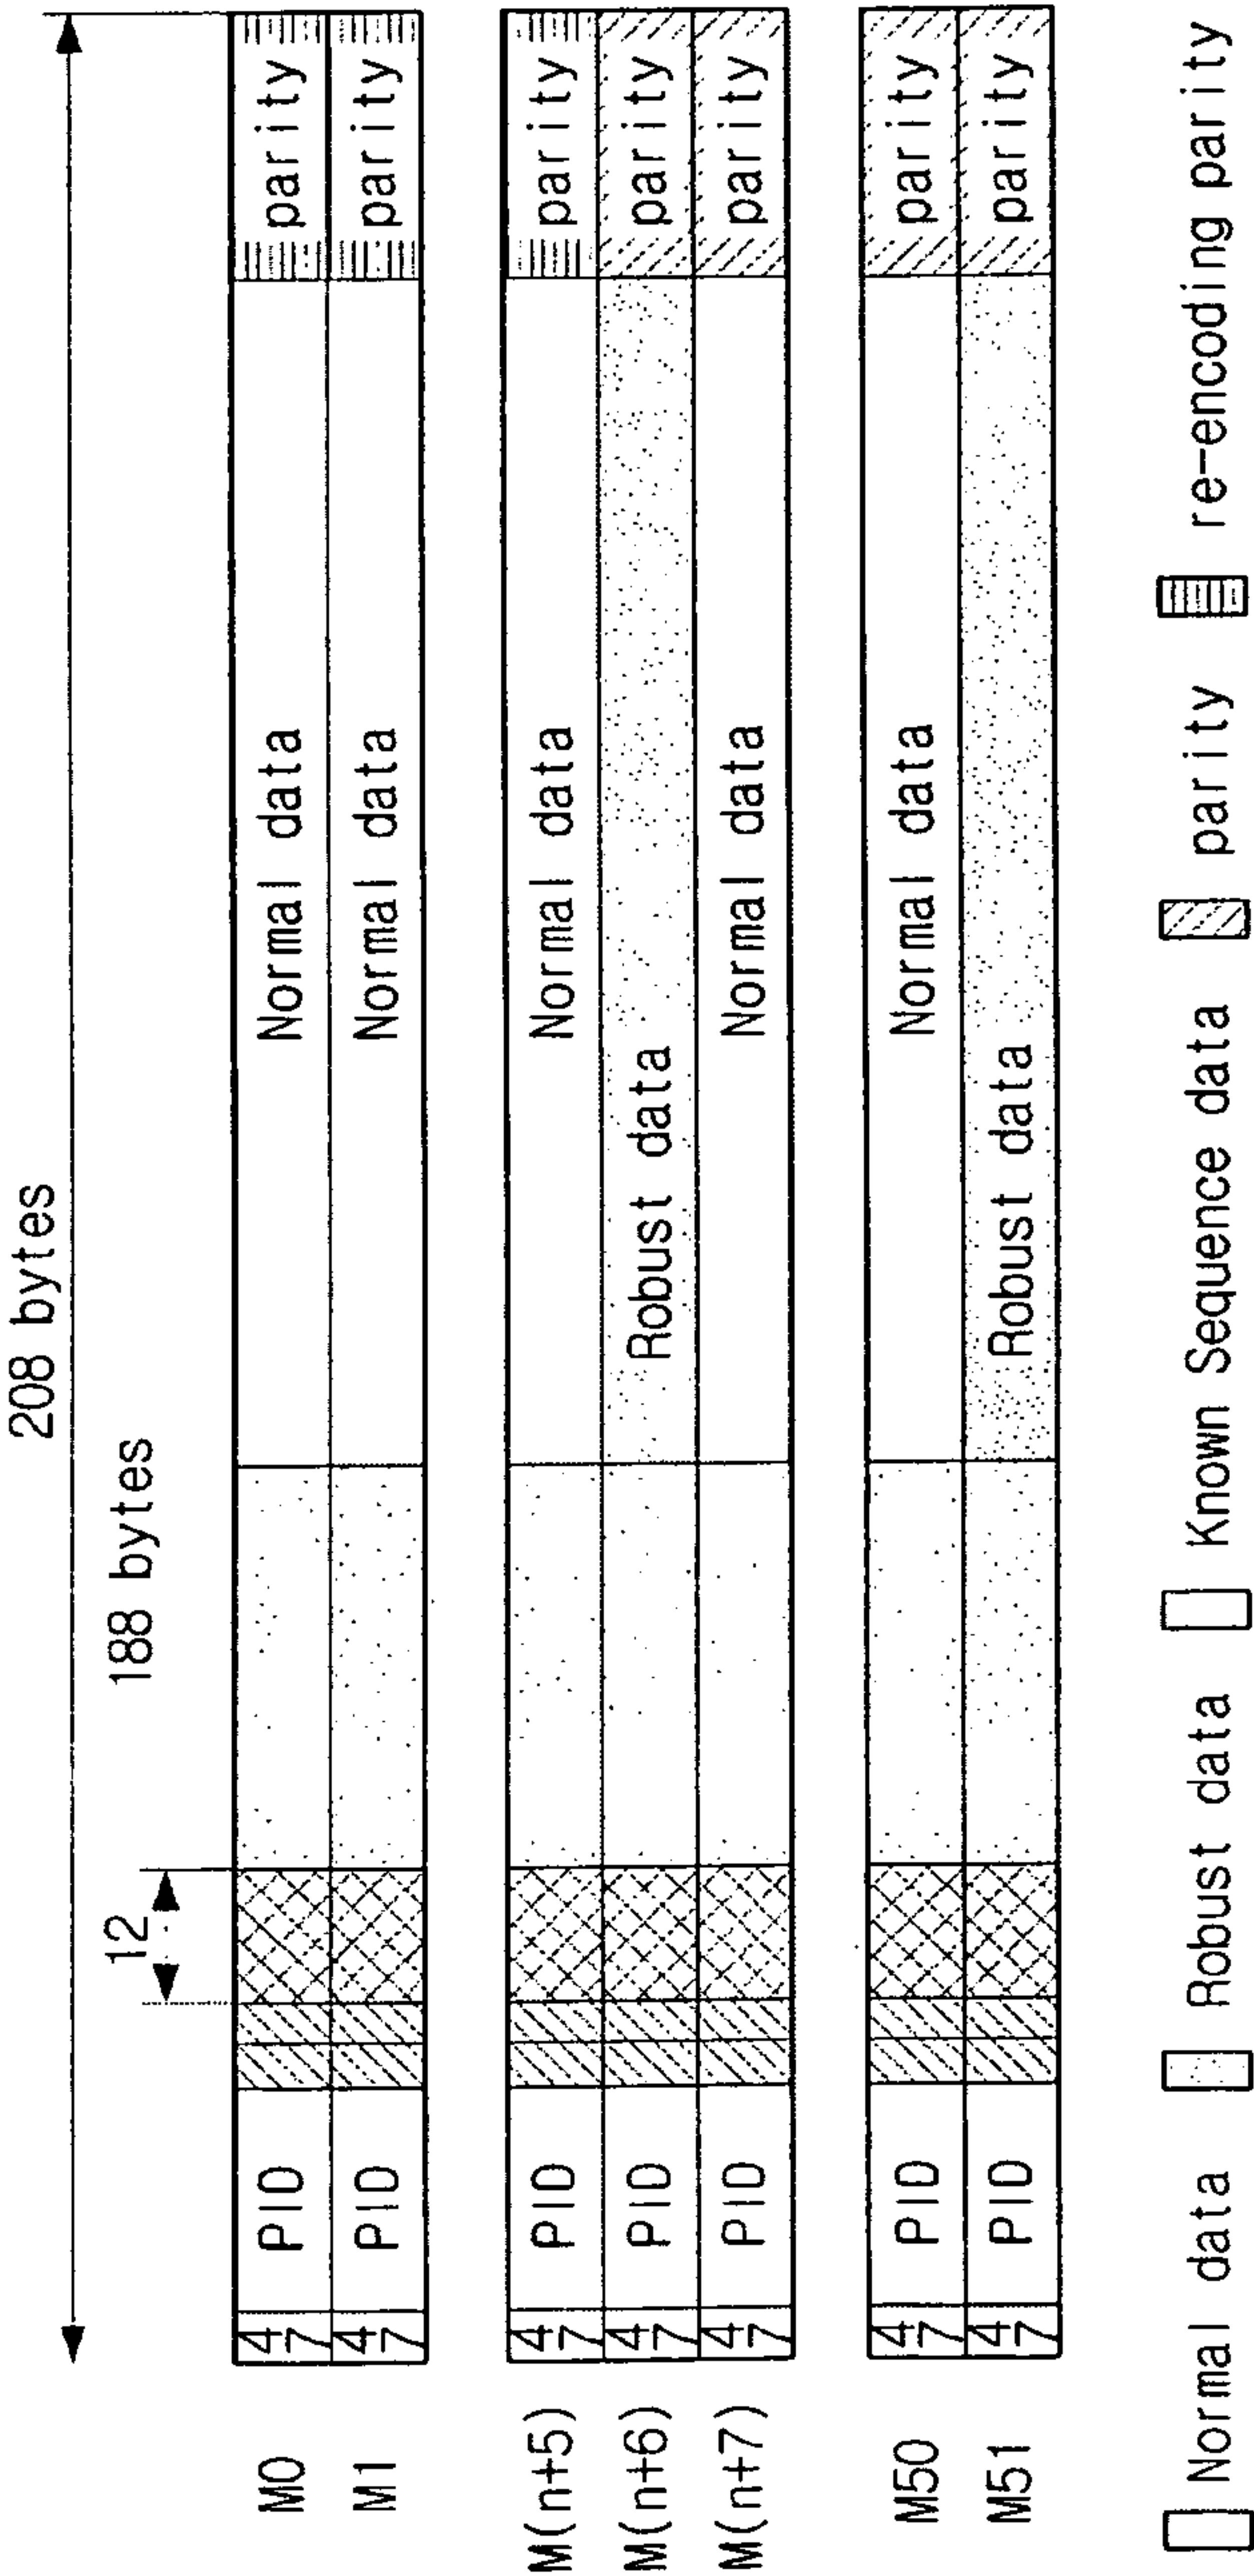 208 bytes
188 bytes
12
M0 47 PID Normal data parity
M1 47 PID Normal data parity
M(n+5) 47 PID Normal data parity
M(n+6) 47 PID Robust data parity
M(n+7) 47 PID Normal data parity
M50 47 PID Normal data parity
M51 47 PID Robust data parity
Normal data Robust data Known Sequence data parity re-encoding parity